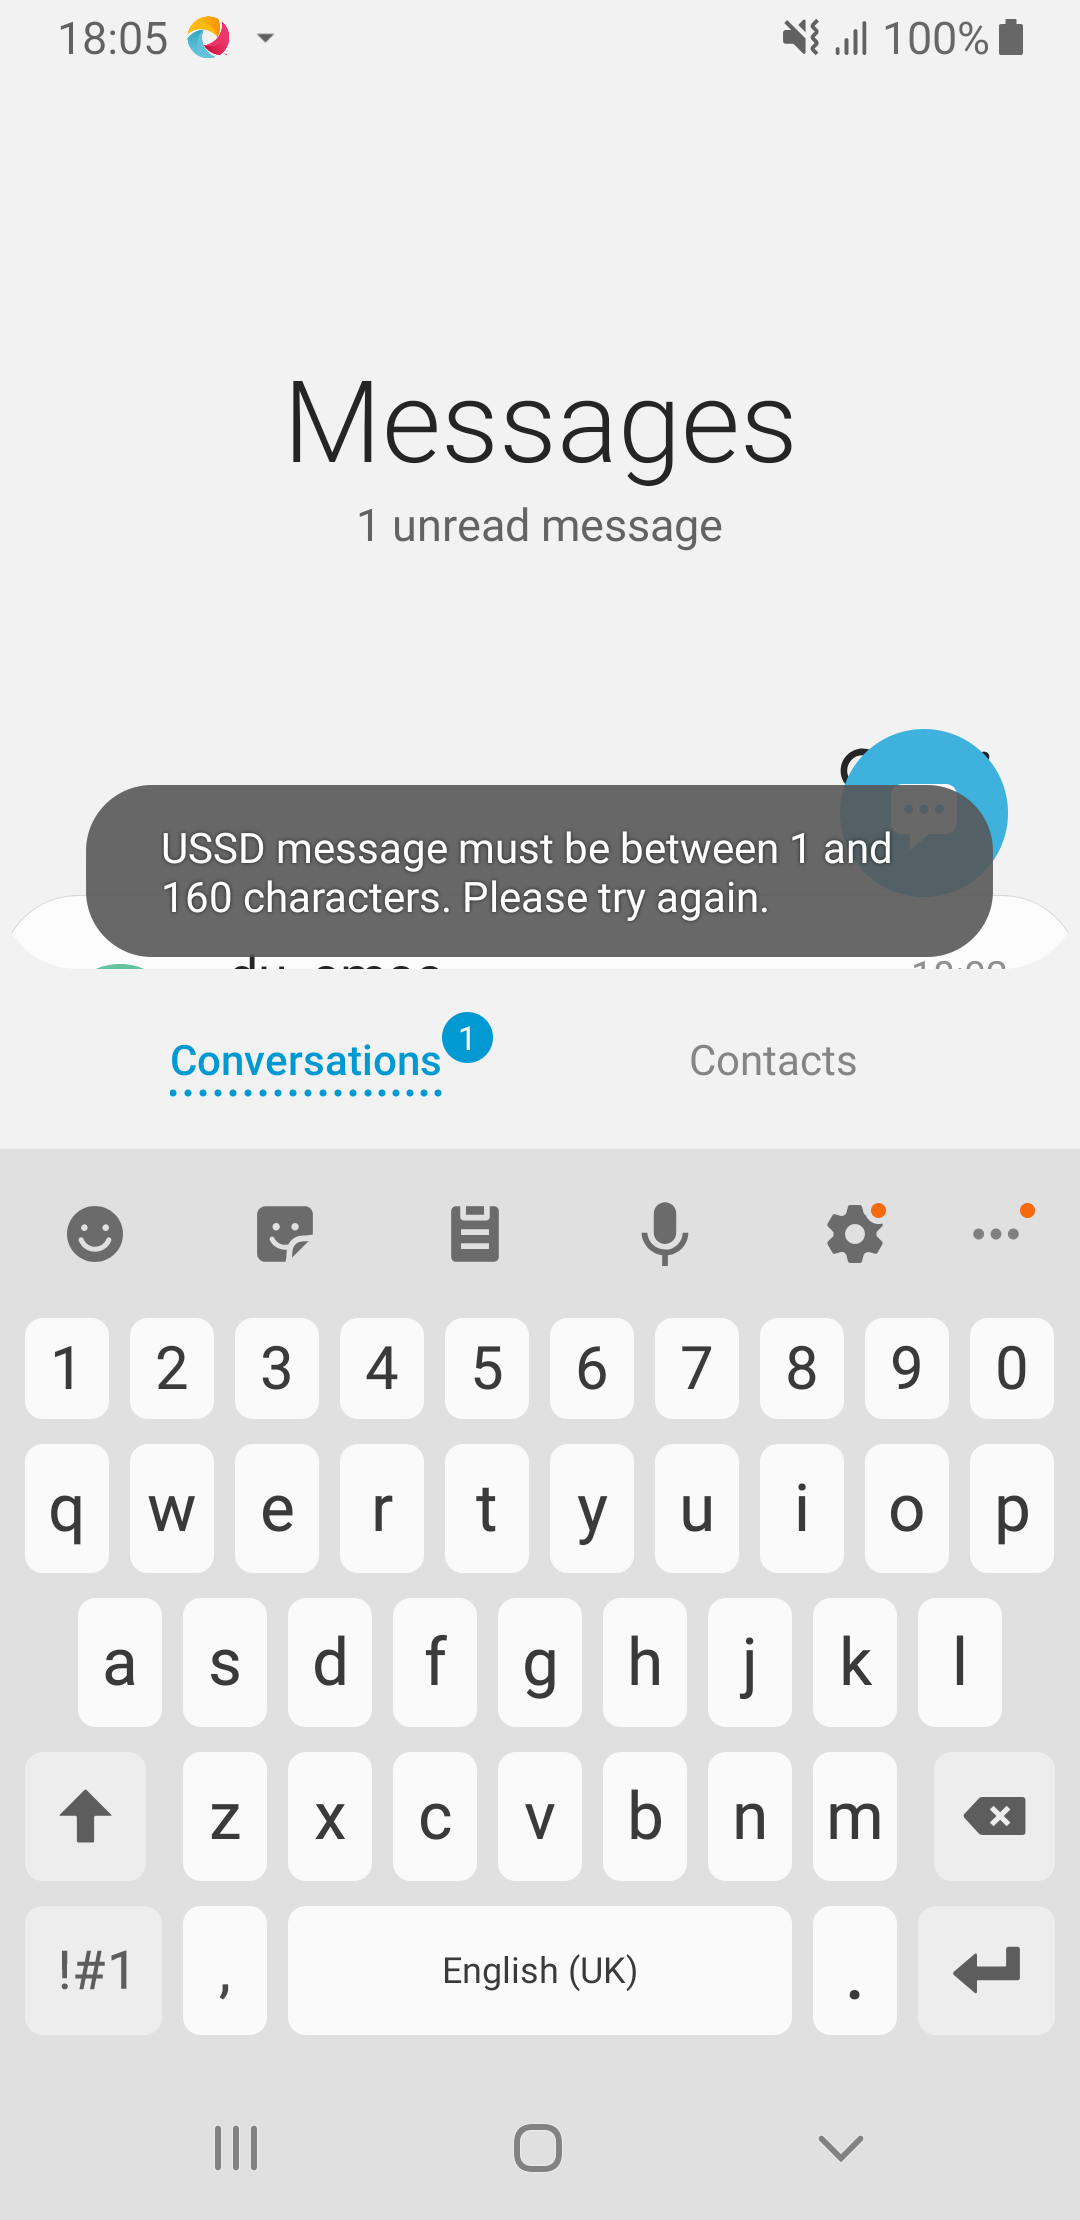 18:05 100%
Messages
1 unread message
USSD message must be between 1 and
160 characters. Please try again.
Conversations 1
Contacts
1 2 3 4 5 6 7 8 9 0
q w e r t y u i o p
a s d f g h j k l
z x c v b n m
!#1 , English (UK) .